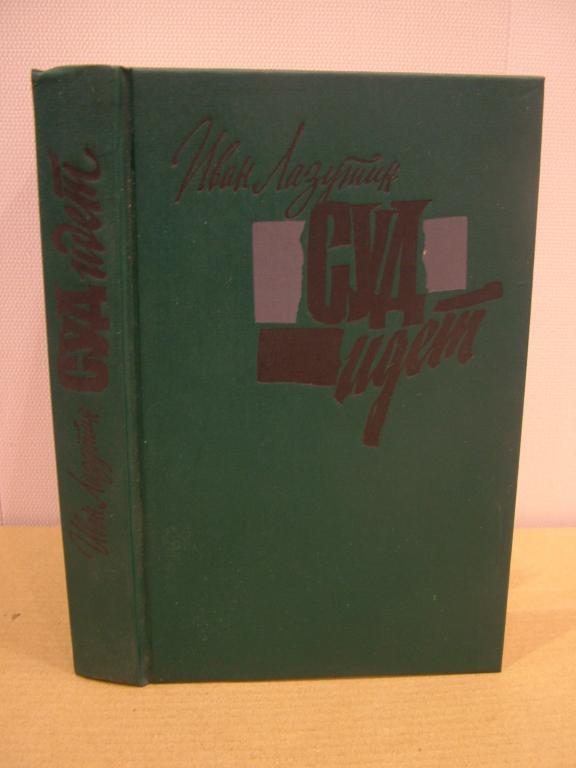 Иван Лазутин
СУД
идет
Иван Лазутин СУД идет